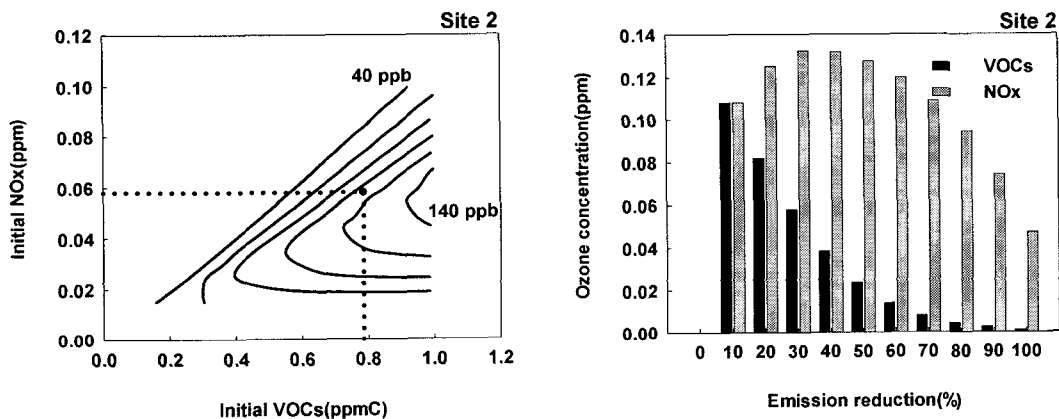 Site 2
0.12
0.10
0.08
0.06
0.04
0.02
0.00
0.0 0.2 0.4 0.6 0.8 1.0 1.2
Initial NOx(ppm)
Initial VOCs(ppmC)
40 ppb
140 ppb
Site 2
0.14
0.12
0.10
0.08
0.06
0.04
0.02
0.00
0 10 20 30 40 50 60 70 80 90 100
Ozone concentration(ppm)
Emission reduction(%)
VOCs
NOx